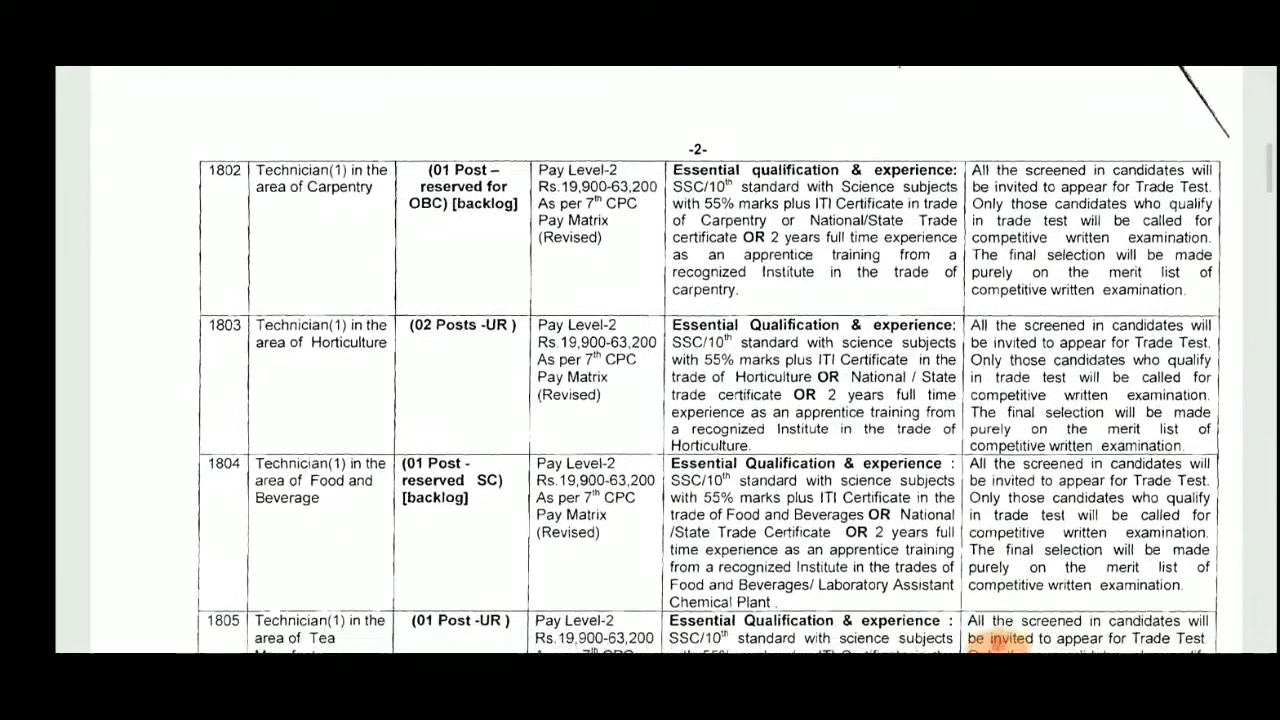 -2-
1802
Technician(1) in the
area of Carpentry
(01 Post –
reserved for
OBC) [backlog]
Pay Level-2
Rs.19,900-63,200
As per 7th CPC
Pay Matrix
(Revised)
Essential qualification & experience:
SSC/10th standard with Science subjects
with 55% marks plus ITI Certificate in trade
of Carpentry or National/State Trade
certificate OR 2 years full time experience
as an apprentice training from a
recognized Institute in the trade of
carpentry.
All the screened in candidates will
be invited to appear for Trade Test.
Only those candidates who qualify
in trade test will be called for
competitive written examination.
The final selection will be made
purely on the merit list of
competitive written examination.
1803
Technician(1) in the
area of Horticulture
(02 Posts -UR )
Pay Level-2
Rs.19,900-63,200
As per 7th CPC
Pay Matrix
(Revised)
Essential Qualification & experience:
SSC/10th standard with science subjects
with 55% marks plus ITI Certificate in the
trade of Horticulture OR National / State
trade certificate OR 2 years full time
experience as an apprentice training from
a recognized Institute in the trade of
Horticulture.
All the screened in candidates will
be invited to appear for Trade Test.
Only those candidates who qualify
in trade test will be called for
competitive written examination.
The final selection will be made
purely on the merit list of
competitive written examination.
1804
Technician(1) in the
area of Food and
Beverage
(01 Post -
reserved SC)
[backlog]
Pay Level-2
Rs.19,900-63,200
As per 7th CPC
Pay Matrix
(Revised)
Essential Qualification & experience :
SSC/10th standard with science subjects
with 55% marks plus ITI Certificate in the
trade of Food and Beverages OR National
/State Trade Certificate OR 2 years full
time experience as an apprentice training
from a recognized Institute in the trades of
Food and Beverages/ Laboratory Assistant
Chemical Plant .
All the screened in candidates will
be invited to appear for Trade Test.
Only those candidates who qualify
in trade test will be called for
competitive written examination.
The final selection will be made
purely on the merit list of
competitive written examination.
1805
Technician(1) in the
area of Tea
(01 Post -UR )
Pay Level-2
Rs.19,900-63,200
Essential Qualification & experience :
SSC/10th standard with science subjects
All the screened in candidates will
be invited to appear for Trade Test.